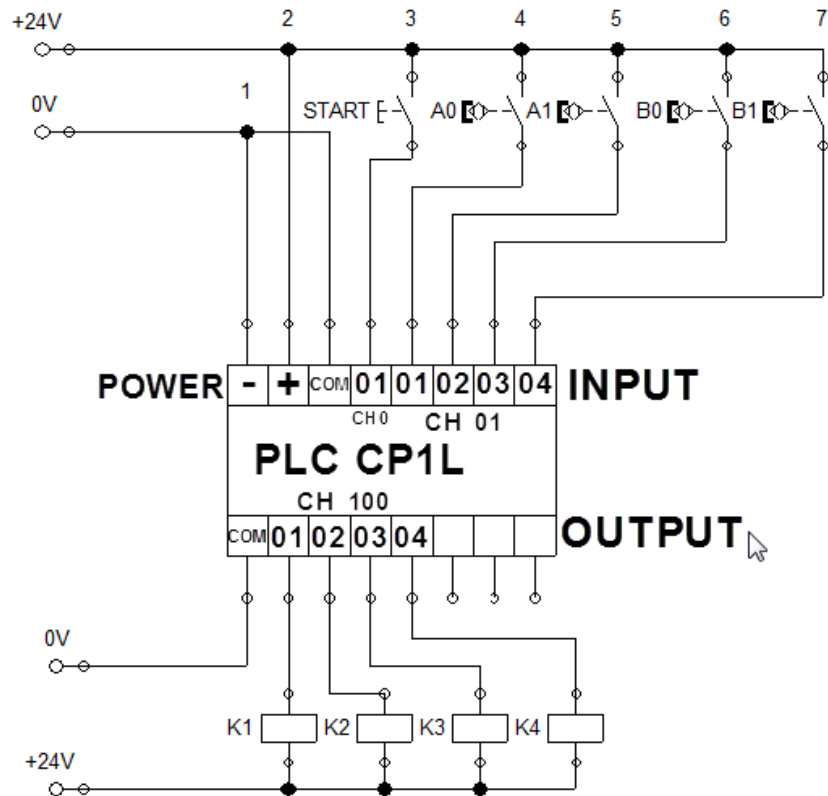 2 3 4 5 6 7
+24V
1
0V
START A0 A1 B0 B1
POWER - + COM 01 01 02 03 04 INPUT
CH 0 CH 01
PLC CP1L
CH 100
COM 01 02 03 04 OUTPUT
0V
K1 K2 K3 K4
+24V